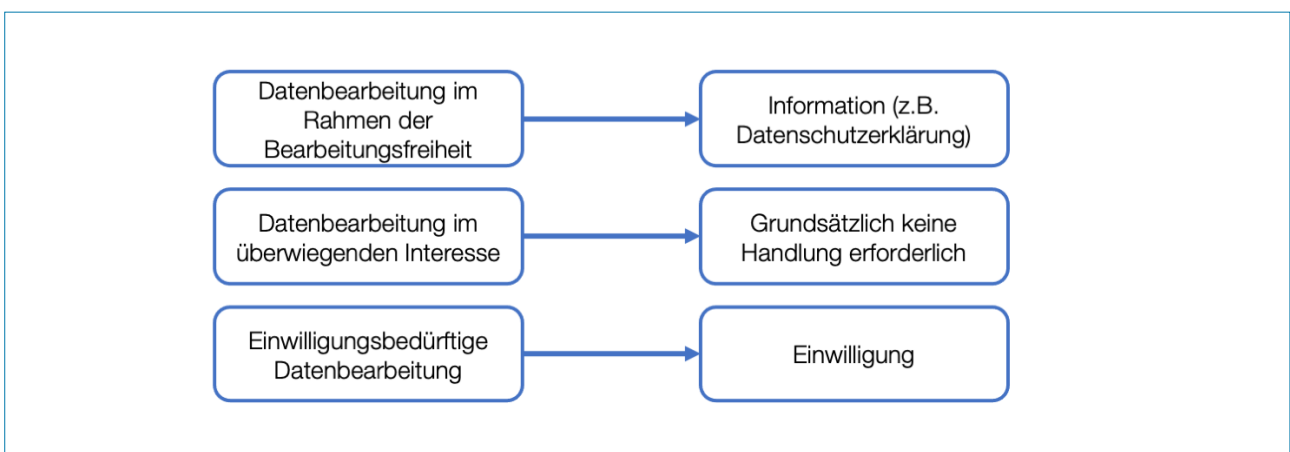 Datenbearbeitung im
Rahmen der
Bearbeitungsfreiheit
Information (z.B.
Datenschutzerklärung)
Datenbearbeitung im
überwiegenden Interesse
Grundsätzlich keine
Handlung erforderlich
Einwilligungsbedürftige
Datenbearbeitung
Einwilligung